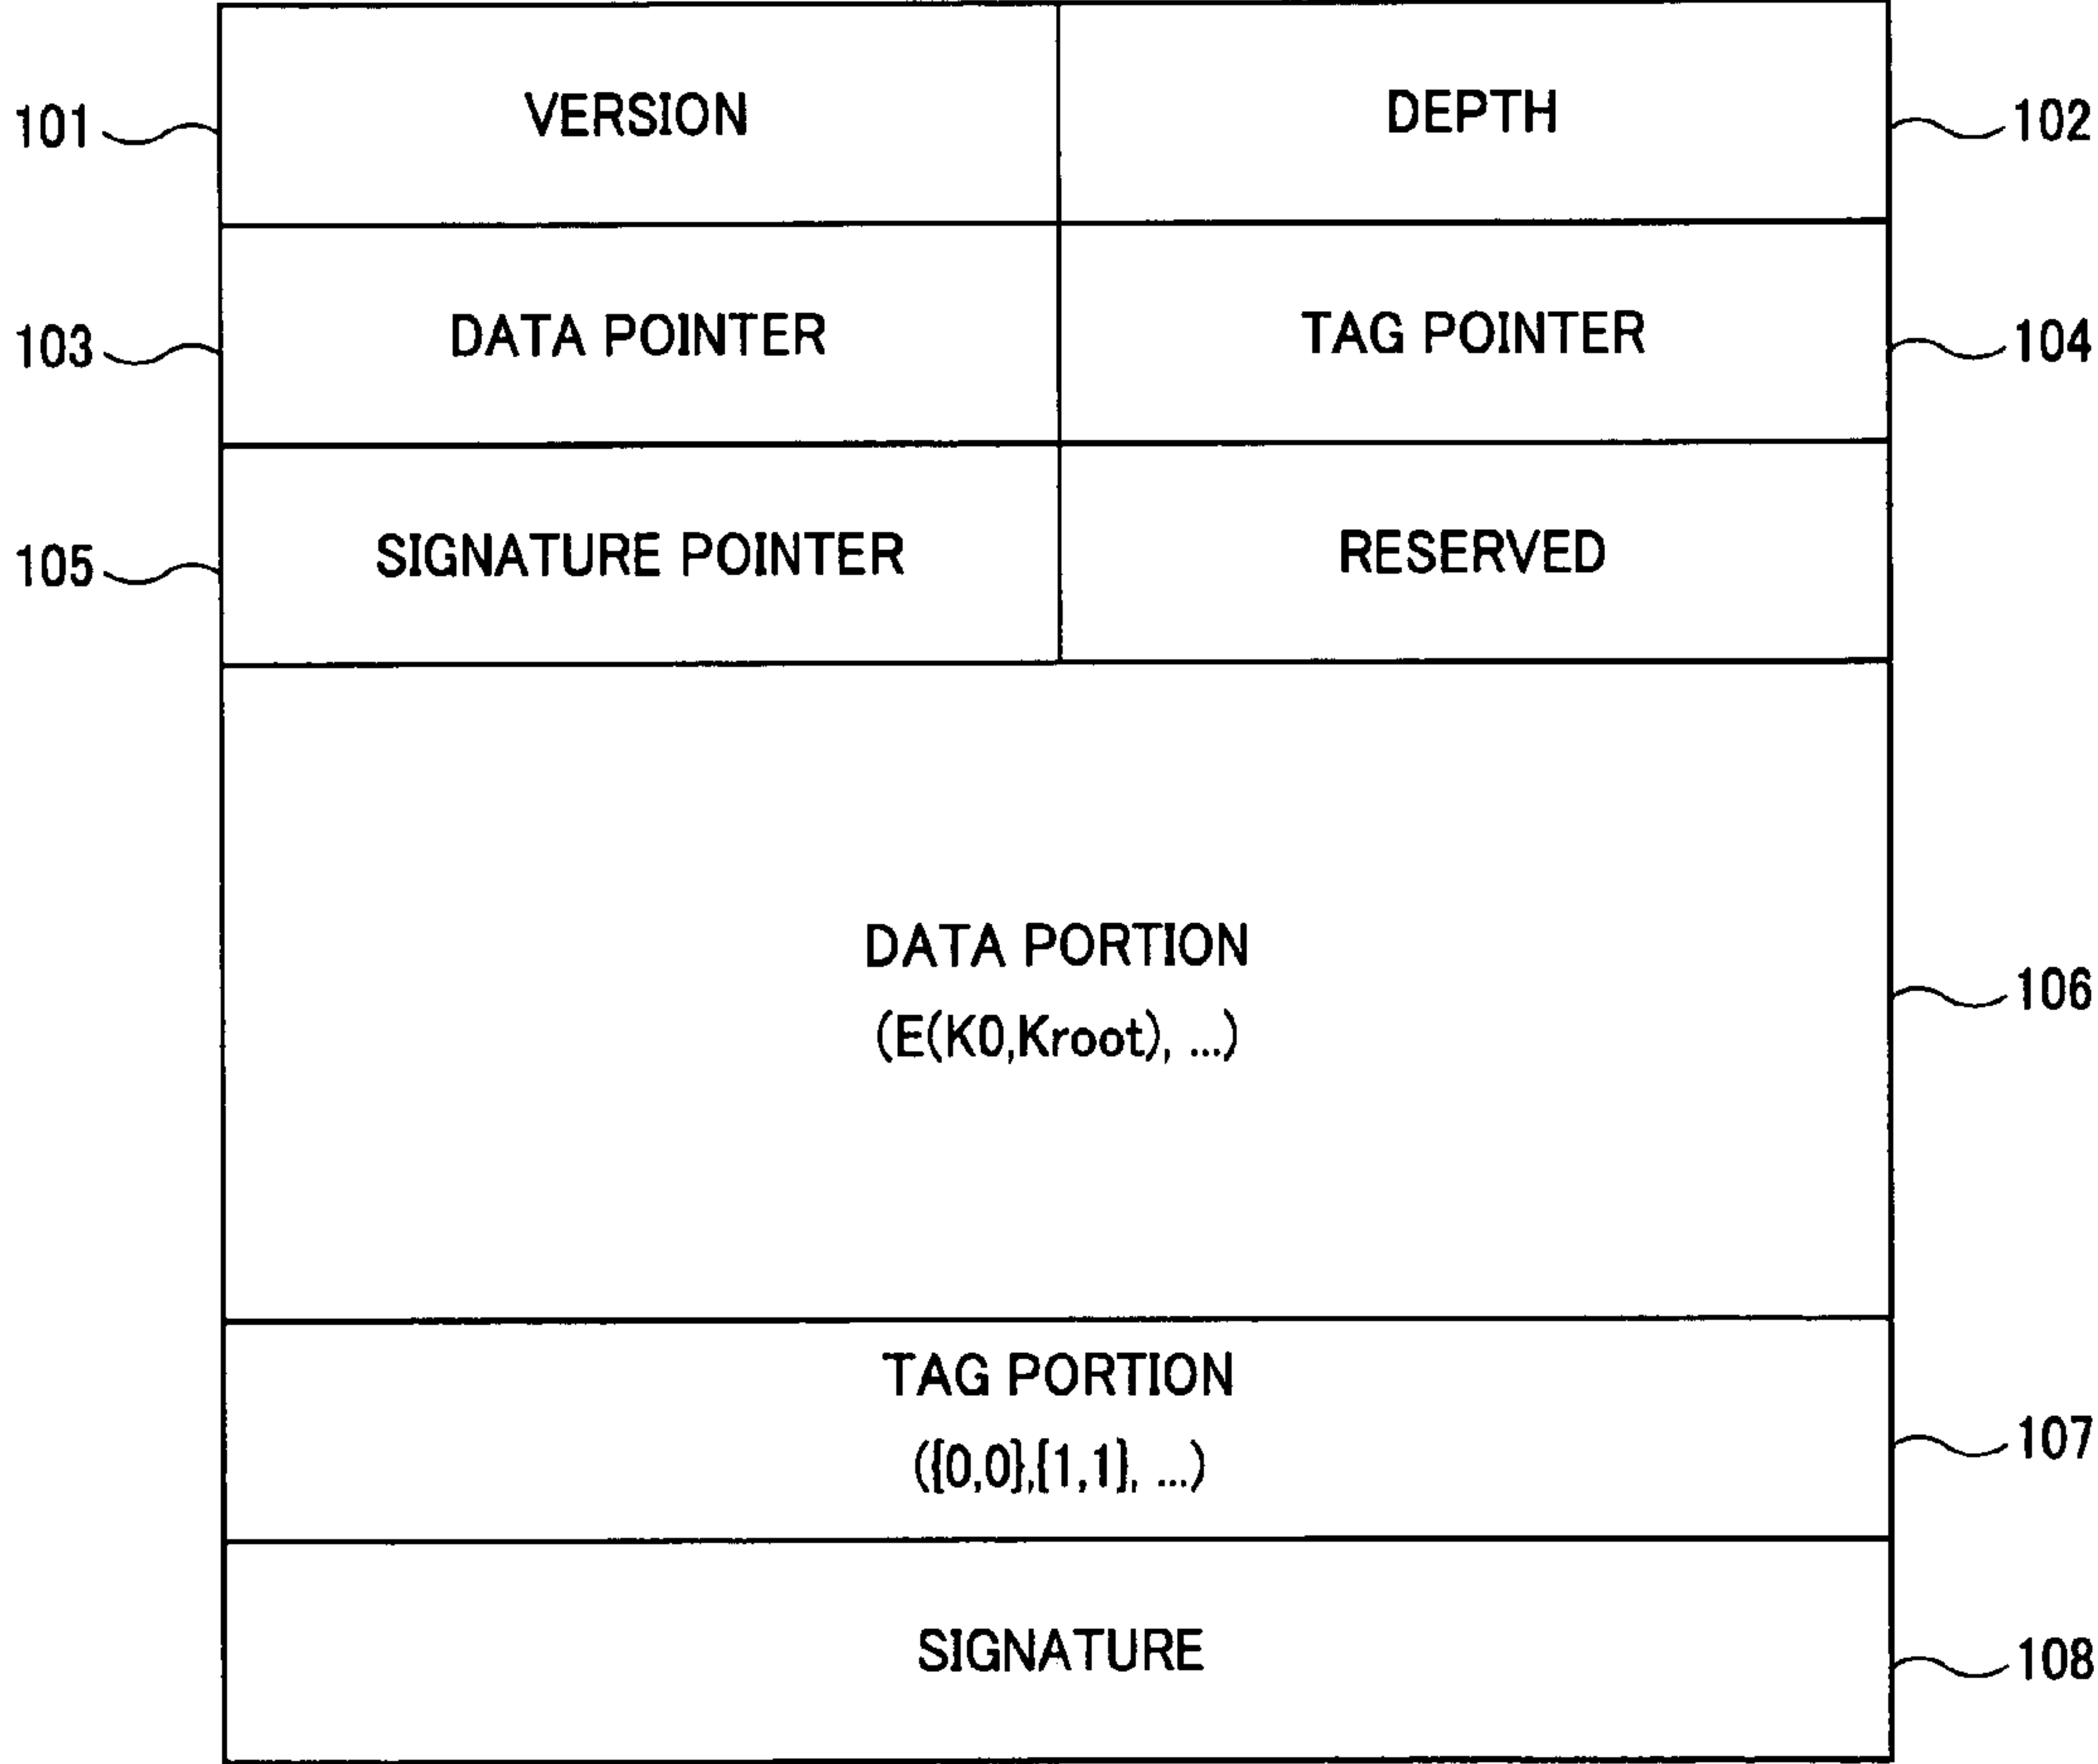 101 VERSION DEPTH 102
103 DATA POINTER TAG POINTER 104
105 SIGNATURE POINTER RESERVED
DATA PORTION
(E(K0,Kroot), ...)
106
TAG PORTION
({0,0},{1,1}, ...)
107
SIGNATURE 108